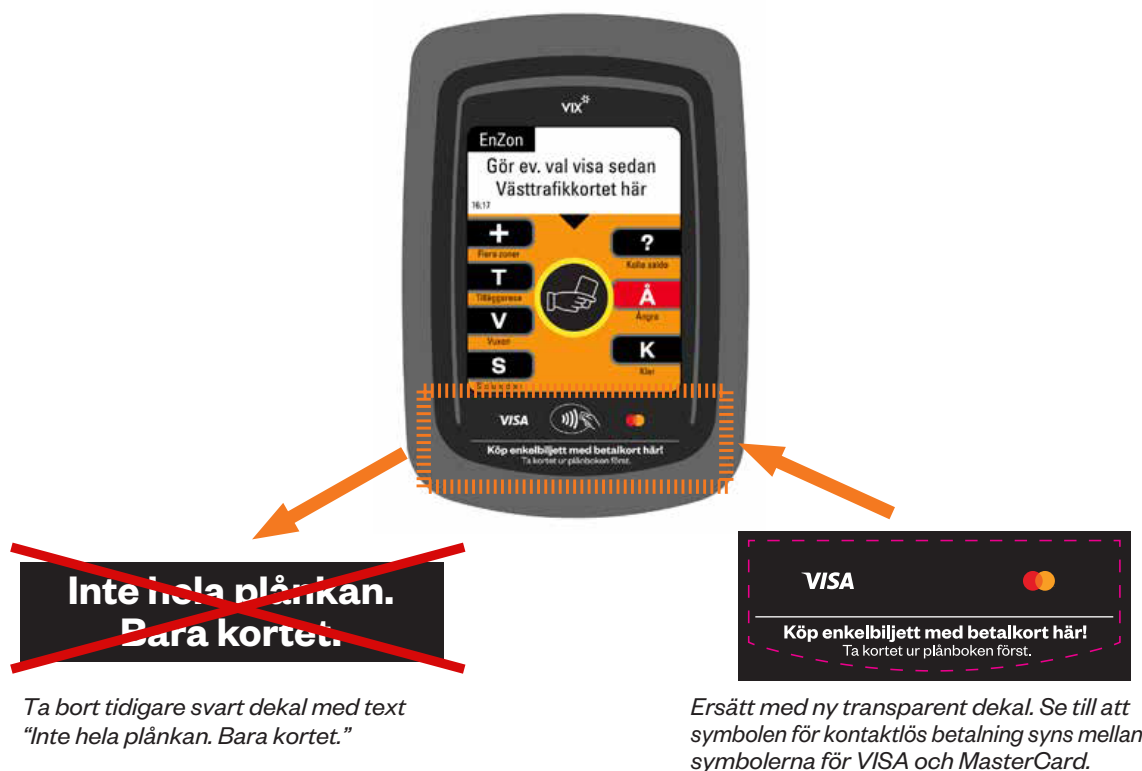 VIX
EnZon
Gör ev. val visa sedan
Västtrafikkortet här
16:17
+
Flera zoner
T
Tilläggsresa
V
Vuxen
S
?
Kolla saldo
Å
Ångra
K
Klar
VISA
Köp enkelbiljett med betalkort här!
Ta kortet ur plånboken först.
Inte hela plånkan.
Bara kortet.
Ta bort tidigare svart dekal med text
“Inte hela plånkan. Bara kortet.”
VISA
Köp enkelbiljett med betalkort här!
Ta kortet ur plånboken först.
Ersätt med ny transparent dekal. Se till att
symbolen för kontaktlös betalning syns mellan
symbolerna för VISA och MasterCard.